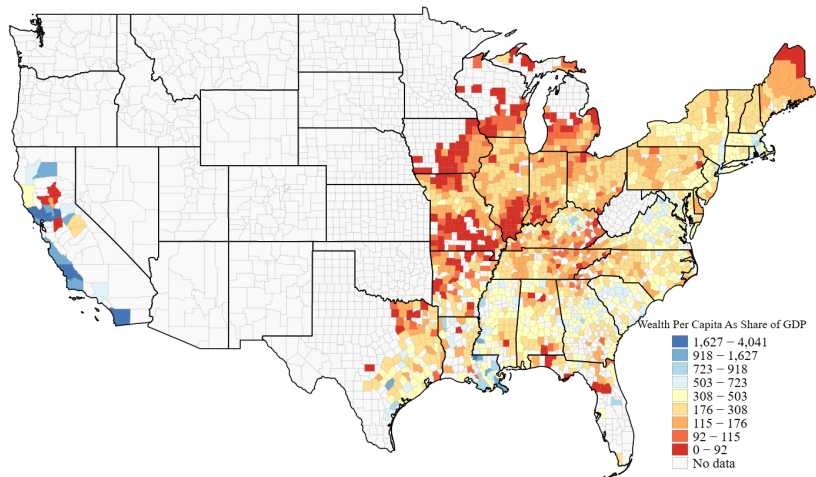 Wealth Per Capita As Share of GDP
1,627 − 4,041
918 − 1,627
723 − 918
503 − 723
308 − 503
176 − 308
115 − 176
92 − 115
0 − 92
No data